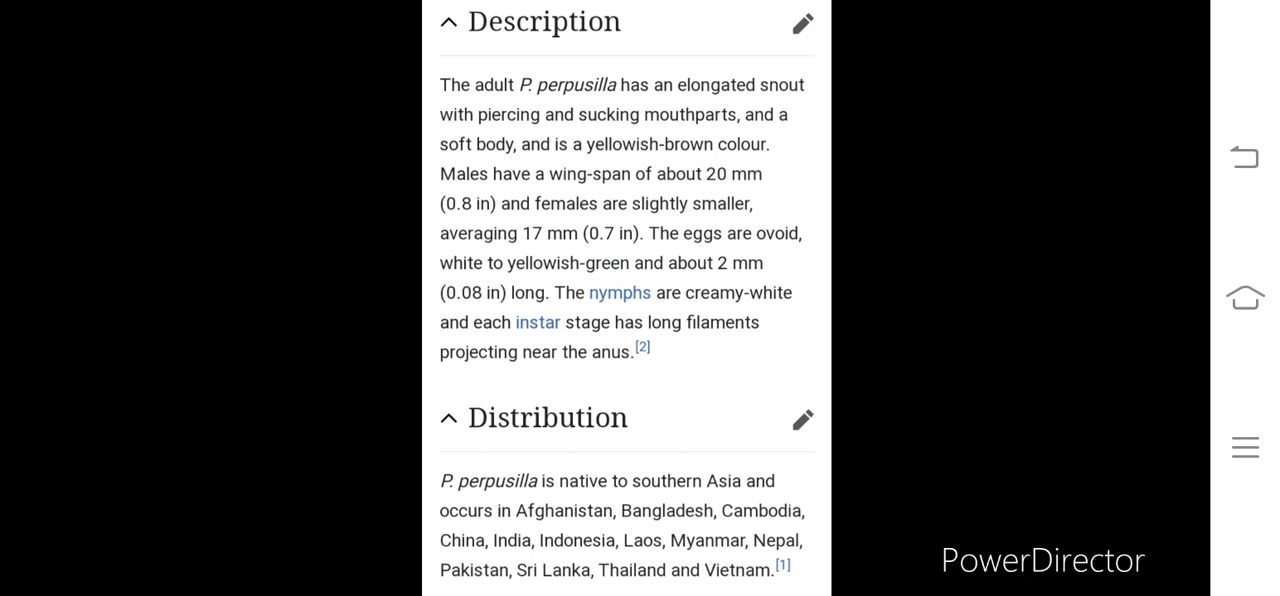 Description
The adult P. perpusilla has an elongated snout
with piercing and sucking mouthparts, and a
soft body, and is a yellowish-brown colour.
Males have a wing-span of about 20 mm
(0.8 in) and females are slightly smaller,
averaging 17 mm (0.7 in). The eggs are ovoid,
white to yellowish-green and about 2 mm
(0.08 in) long. The nymphs are creamy-white
and each instar stage has long filaments
projecting near the anus.[2]
Distribution
P. perpusilla is native to southern Asia and
occurs in Afghanistan, Bangladesh, Cambodia,
China, India, Indonesia, Laos, Myanmar, Nepal,
Pakistan, Sri Lanka, Thailand and Vietnam.[1]
PowerDirector